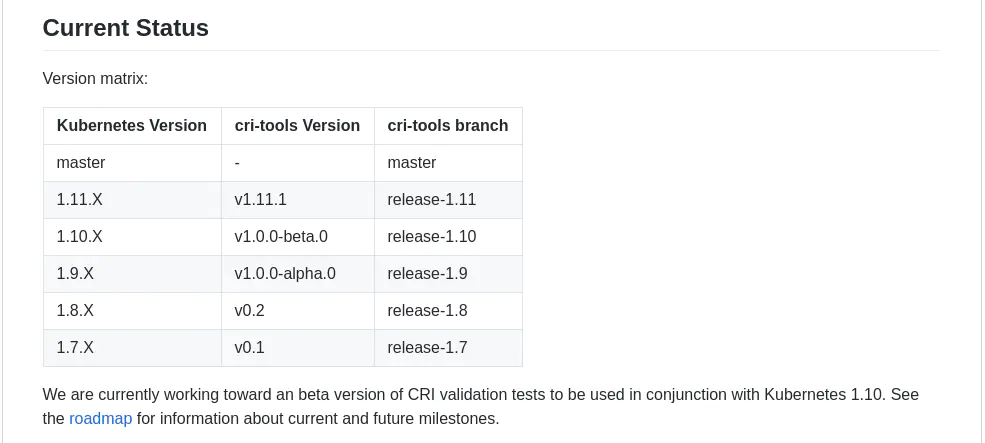 Current Status
Version matrix:
Kubernetes Version cri-tools Version cri-tools branch
master - master
1.11.X v1.11.1 release-1.11
1.10.X v1.0.0-beta.0 release-1.10
1.9.X v1.0.0-alpha.0 release-1.9
1.8.X v0.2 release-1.8
1.7.X v0.1 release-1.7
We are currently working toward an beta version of CRI validation tests to be used in conjunction with Kubernetes 1.10. See
the roadmap for information about current and future milestones.